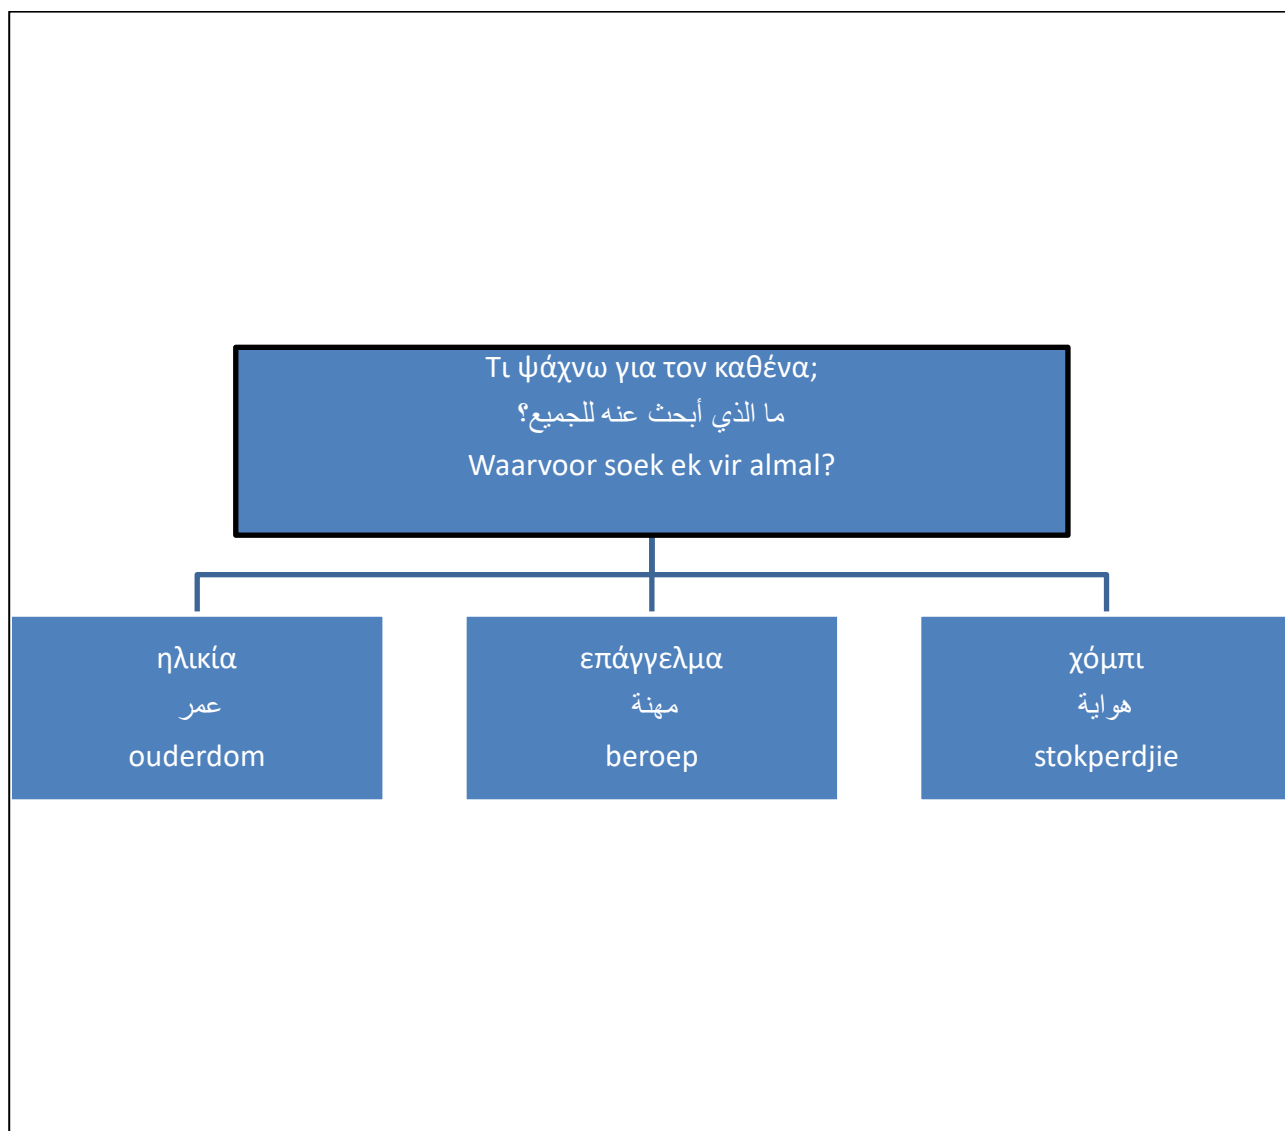 Τι ψάχνω για τον καθένα;
ما الذي أبحث عنه للجميع؟
Waarvoor soek ek vir almal?
ηλικία
عمر
ouderdom
επάγγελμα
مهنة
beroep
χόμπι
هواية
stokperdjie